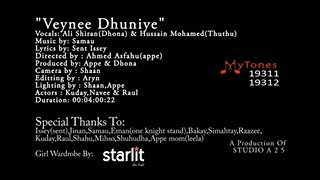 "Veynee Dhuniye"
Vocals: Ali Shiran(Dhona) & Hussain Mohamed(Thuthu)
Music by: Samau
Lyrics by: Sent Issey
Direceted by : Ahmed Asfahu(appe)
Produced by: Appe & Dhona
Camera by : Shaan
Editting by : Aryn
Lighting by : Shaan,Appe
Actors : Kuday,Navee & Raul
Duration: 00:04:00:22
MyTones
19311
19312
Special Thanks To:
Issey(sent),Jinan,Samau,Eman(one knight stand),Bakay,Simahtay,Raazee,
Kuday,Raul,Shahu,Mihso,Shuhudha,Appe mom(leela)
Girl Wardrobe By:
starlit
A Production Of
STUDIO A 2 5